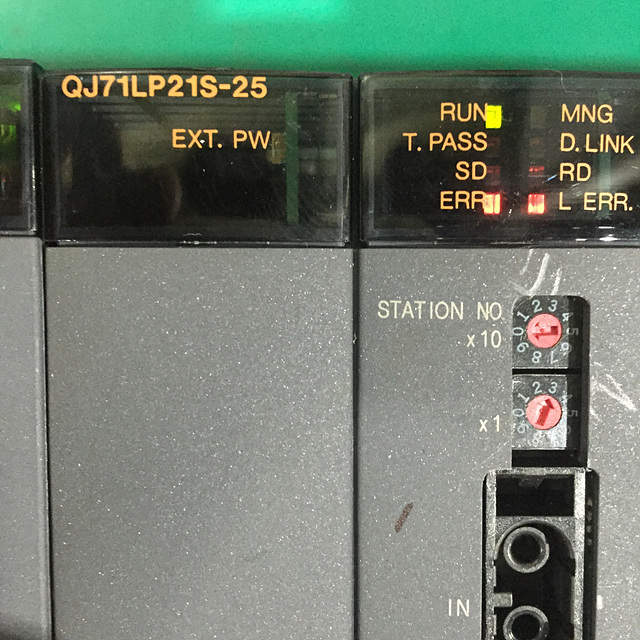 QJ71LP21S-25
EXT. PW
RUN MNG
T. PASS D. LINK
SD RD
ERR. L ERR.
STATION NO.
x10
x1
IN